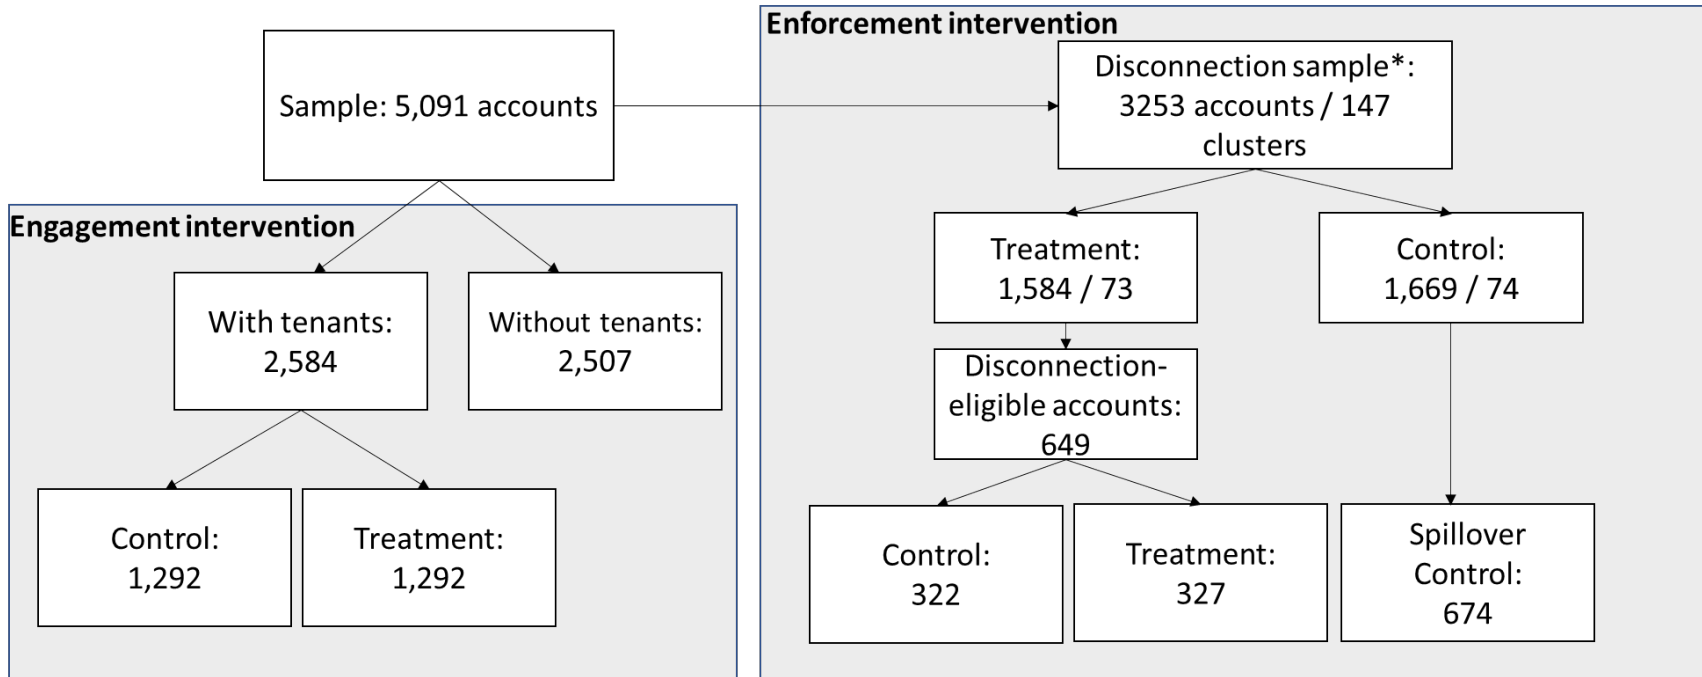 Enforcement intervention
Sample: 5,091 accounts
Disconnection sample*:
3253 accounts / 147
clusters
Engagement intervention
With tenants:
2,584
Without tenants:
2,507
Control:
1,292
Treatment:
1,292
Treatment:
1,584 / 73
Control:
1,669 / 74
Disconnection-
eligible accounts:
649
Control:
322
Treatment:
327
Spillover
Control:
674